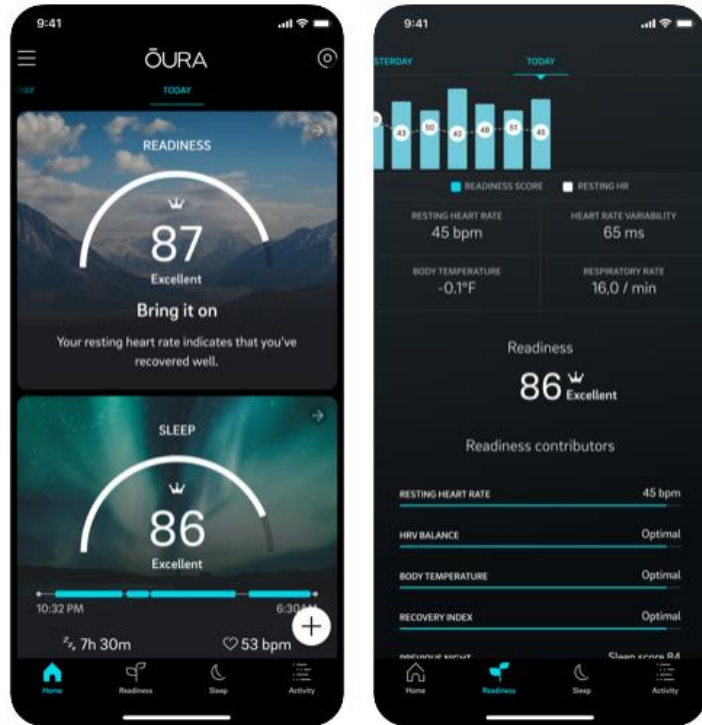 9:41
ŌURA
TODAY
READINESS
87
Excellent
Bring it on
Your resting heart rate indicates that you've
recovered well.
SLEEP
86
Excellent
10:32 PM 6:30
7h 30m 53 bpm
Home Readiness Sleep Activity
9:41
TODAY
43 50 49 51 45
READINESS SCORE RESTING HR
RESTING HEART RATE HEART RATE VARIABILITY
45 bpm 65 ms
BODY TEMPERATURE RESPIRATORY RATE
-0.1°F 16,0 / min
Readiness
86 Excellent
Readiness contributors
RESTING HEART RATE 45 bpm
HRV BALANCE Optimal
BODY TEMPERATURE Optimal
RECOVERY INDEX Optimal
PREVIOUS NIGHT Sleep score 84
Home Readiness Sleep Activity